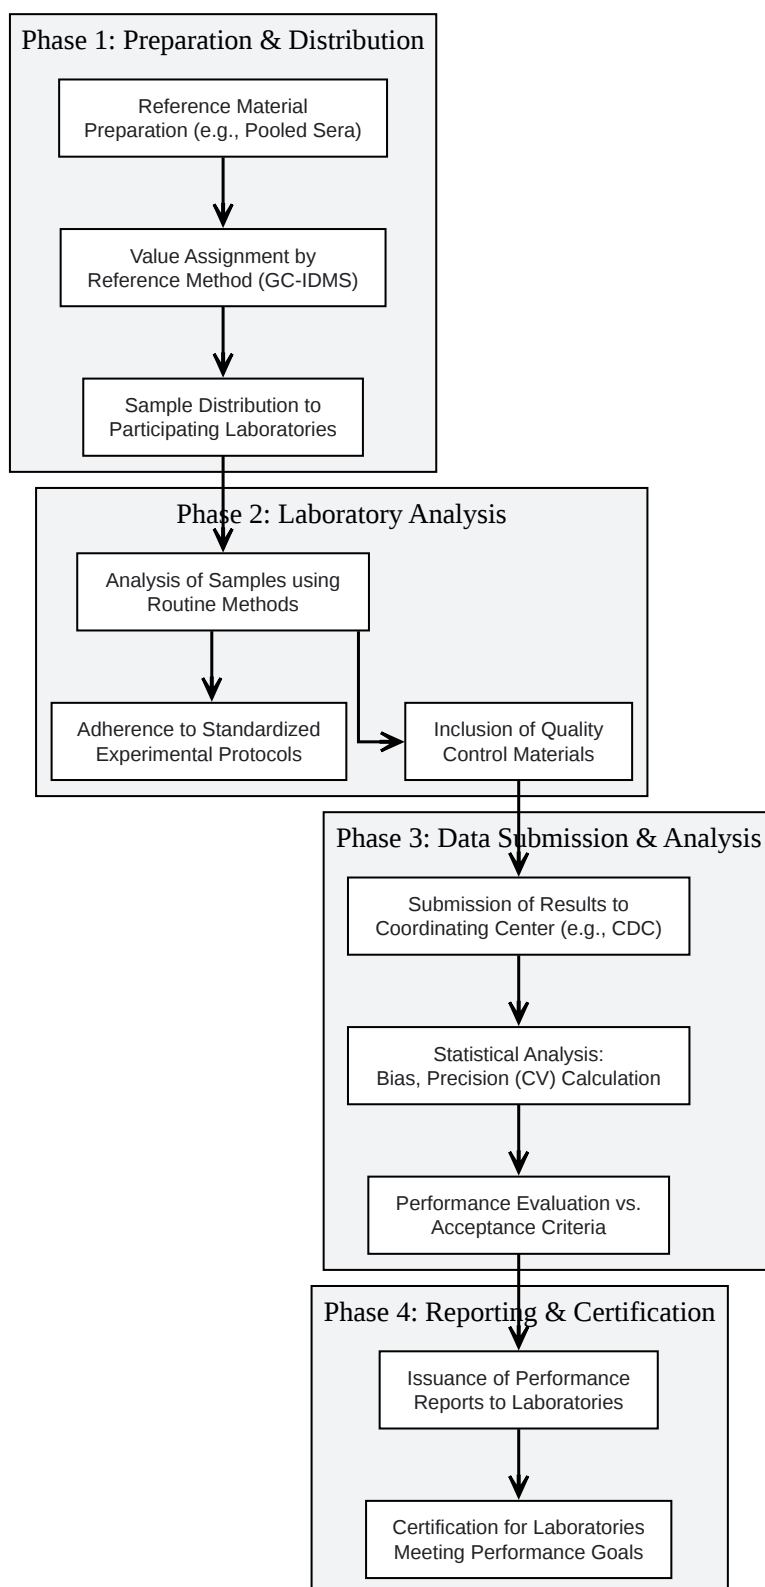 Phase 1: Preparation & Distribution
Reference Material
Preparation (e.g., Pooled Sera)
Value Assignment by
Reference Method (GC-IDMS)
Sample Distribution to
Participating Laboratories
Phase 2: Laboratory Analysis
Analysis of Samples using
Routine Methods
Adherence to Standardized
Experimental Protocols
Inclusion of Quality
Control Materials
Phase 3: Data Submission & Analysis
Submission of Results to
Coordinating Center (e.g., CDC)
Statistical Analysis:
Bias, Precision (CV) Calculation
Performance Evaluation vs.
Acceptance Criteria
Phase 4: Reporting & Certification
Issuance of Performance
Reports to Laboratories
Certification for Laboratories
Meeting Performance Goals